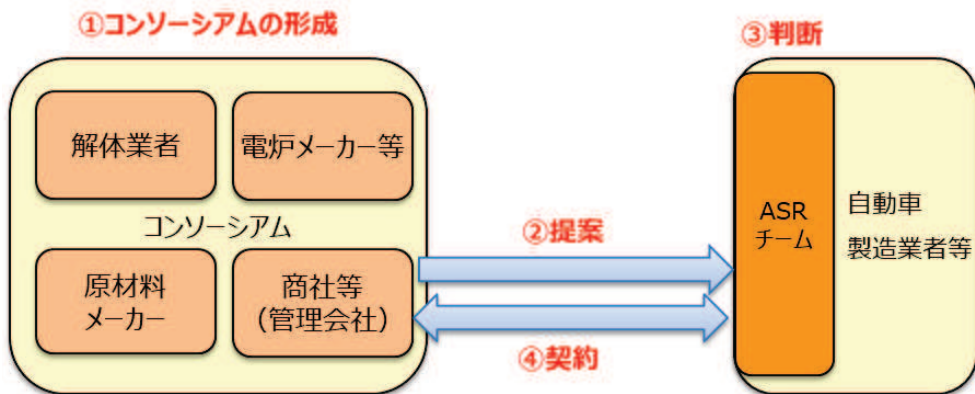 ①コンソーシアムの形成
解体業者
電炉メーカー等
コンソーシアム
原材料
メーカー
商社等
（管理会社）
②提案
④契約
③判断
ASR
チーム
自動車
製造業者等